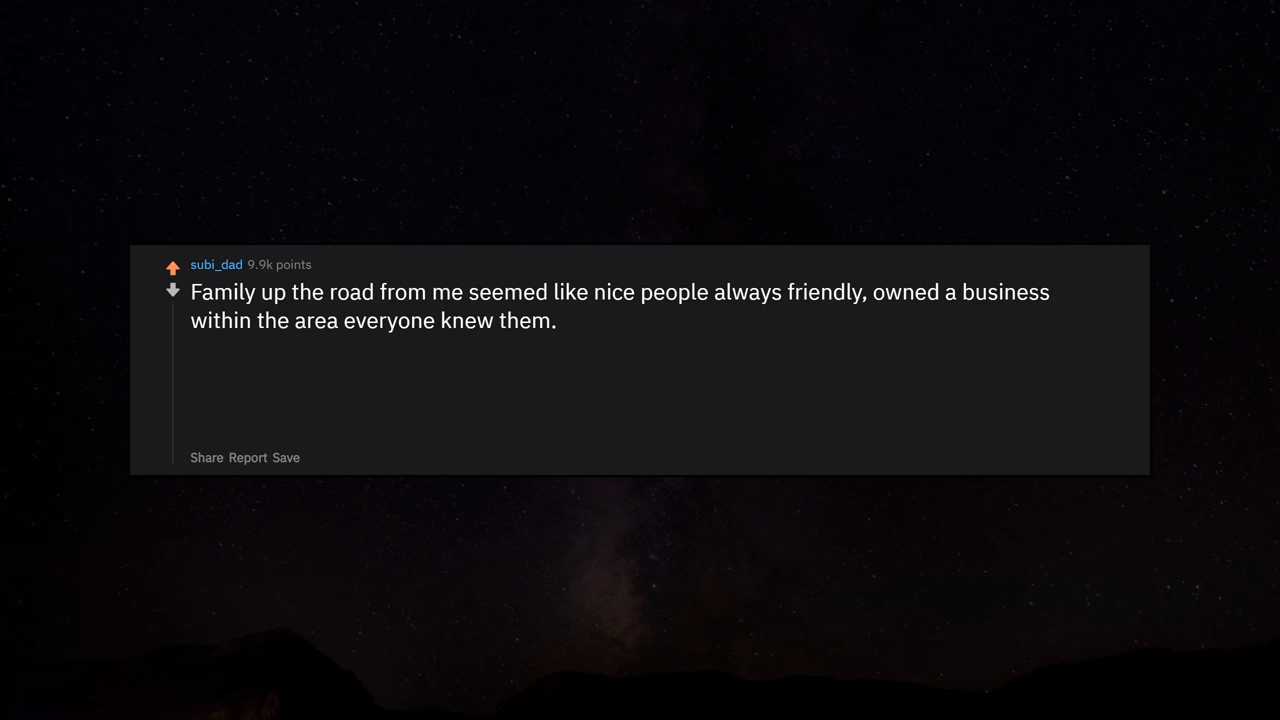 subi_dad 9.9k points
Family up the road from me seemed like nice people always friendly, owned a business
within the area everyone knew them.
Share Report Save